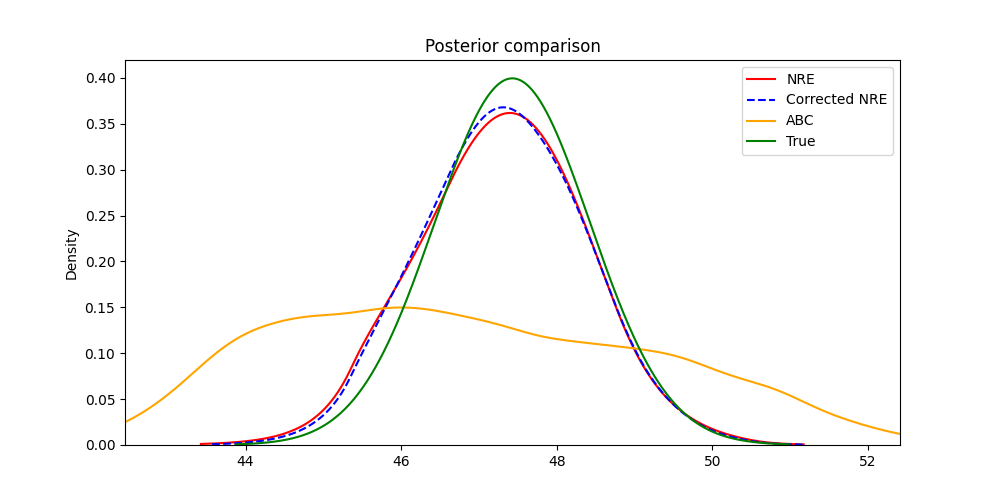 Posterior comparison
NRE
Corrected NRE
ABC
True
Density
0.40
0.35
0.30
0.25
0.20
0.15
0.10
0.05
0.00
44 46 48 50 52